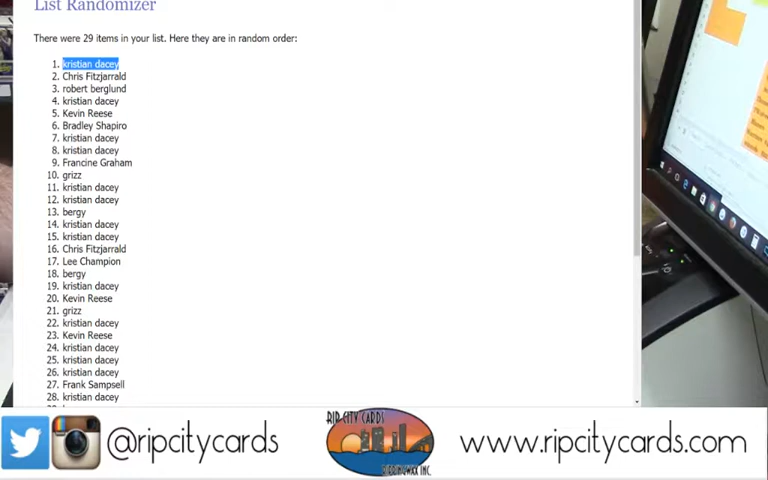 List Randomizer
There were 29 items in your list. Here they are in random order:
1. kristian dacey
2. Chris Fitzjarrald
3. robert berglund
4. kristian dacey
5. Kevin Reese
6. Bradley Shapiro
7. kristian dacey
8. kristian dacey
9. Francine Graham
10. grizz
11. kristian dacey
12. kristian dacey
13. bergy
14. kristian dacey
15. kristian dacey
16. Chris Fitzjarrald
17. Lee Champion
18. bergy
19. kristian dacey
20. Kevin Reese
21. grizz
22. kristian dacey
23. Kevin Reese
24. kristian dacey
25. kristian dacey
26. kristian dacey
27. Frank Sampsell
28. kristian dacey
RIP CITY CARDS
RIPPINGWAX INC.
@ripcitycards
www.ripcitycards.com